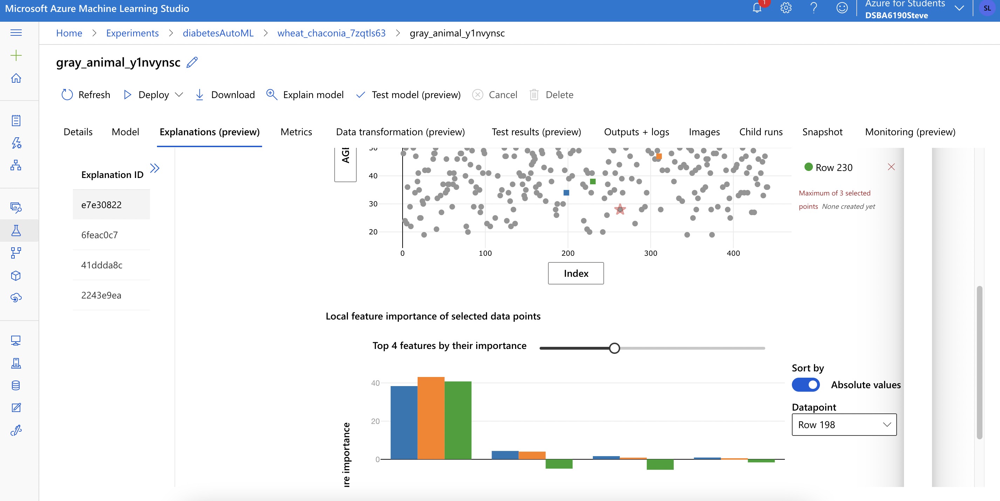 Microsoft Azure Machine Learning Studio
1
Azure for Students
DSBA6190Steve
SL
Home > Experiments > diabetesAutoML > wheat_chaconia_7zqtls63 > gray_animal_y1nvynsc
gray_animal_y1nvynsc
Refresh Deploy Download Explain model Test model (preview) Cancel Delete
Details Model Explanations (preview) Metrics Data transformation (preview) Test results (preview) Outputs + logs Images Child runs Snapshot Monitoring (preview)
Explanation ID
e7e30822
6feac0c7
41ddda8c
2243e9ea
50
40
30
20
0 100 200 300 400
Index
Row 230
Maximum of 3 selected
points None created yet
Local feature importance of selected data points
Top 4 features by their importance
40
20
0
importance
Sort by
Absolute values
Datapoint
Row 198